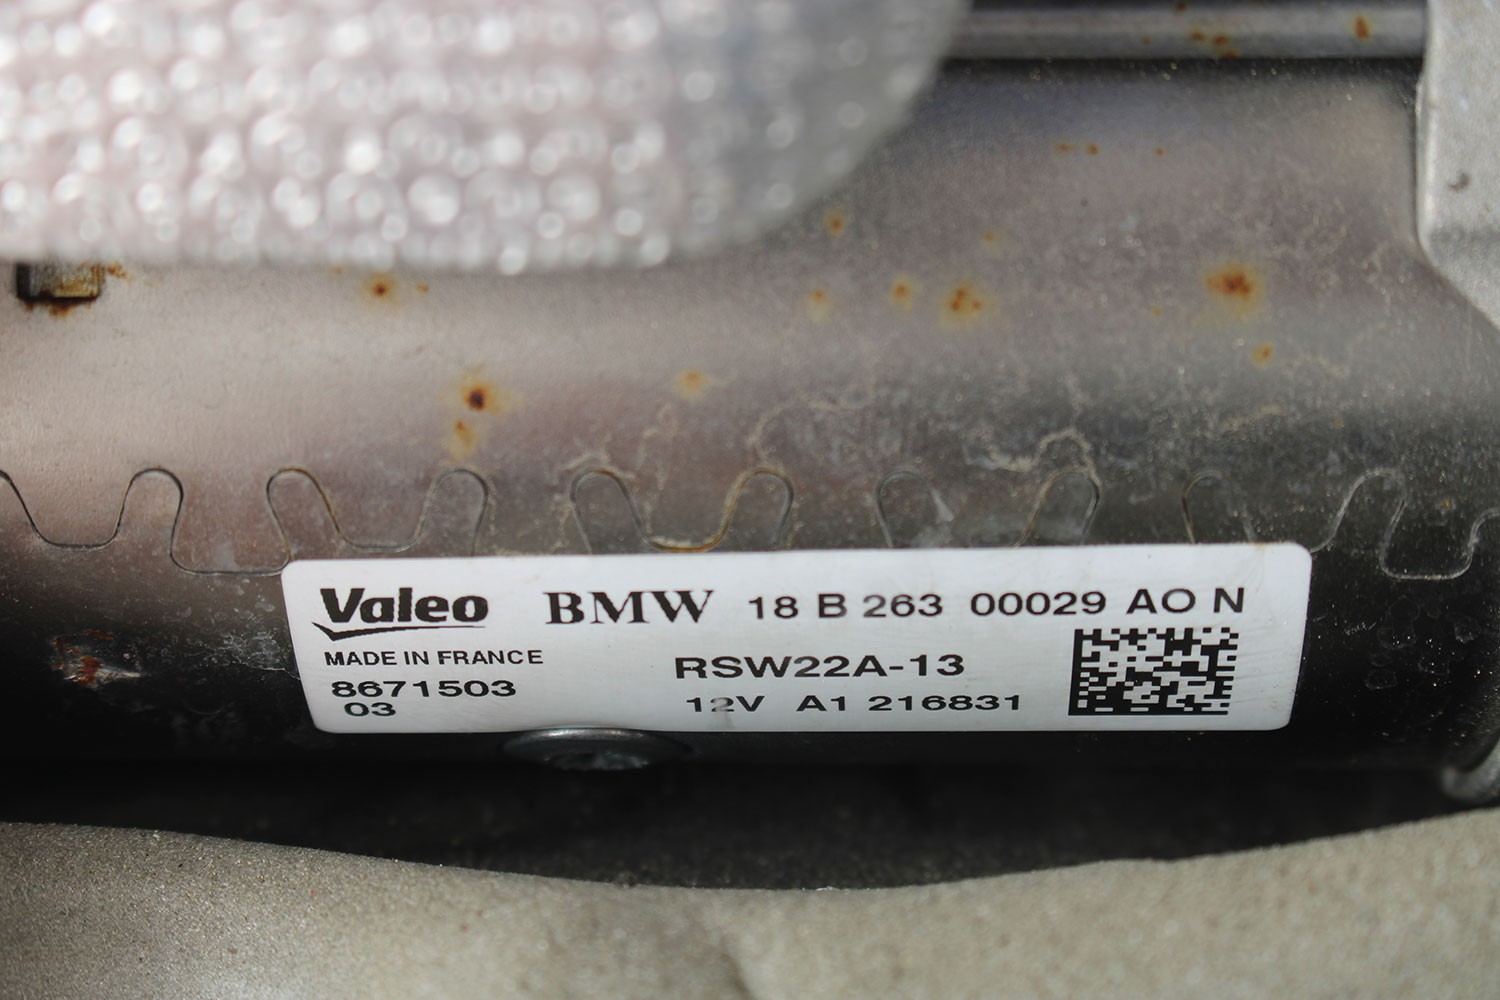 Valeo BMW 18 B 263 00029 AO N
MADE IN FRANCE
RSW22A-13
8671503
12V A1 216831
03